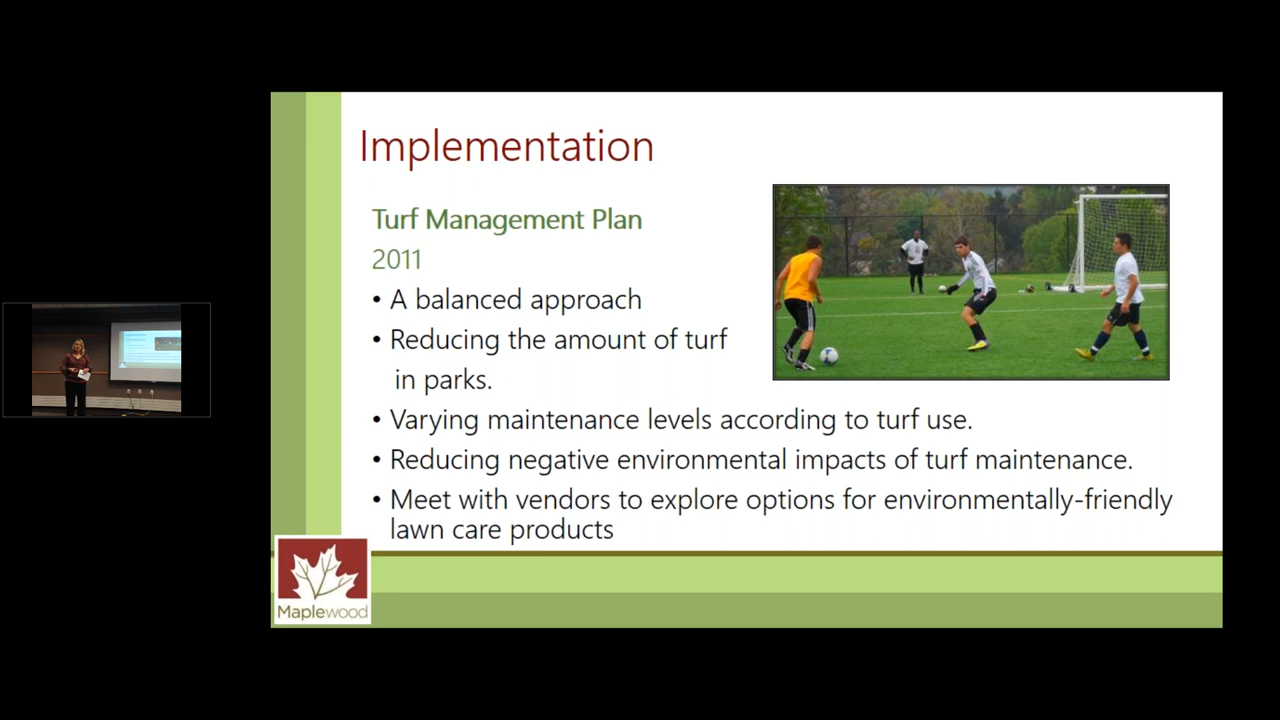 Implementation
Turf Management Plan
2011
• A balanced approach
• Reducing the amount of turf
in parks.
• Varying maintenance levels according to turf use.
• Reducing negative environmental impacts of turf maintenance.
• Meet with vendors to explore options for environmentally-friendly
lawn care products
Maplewood